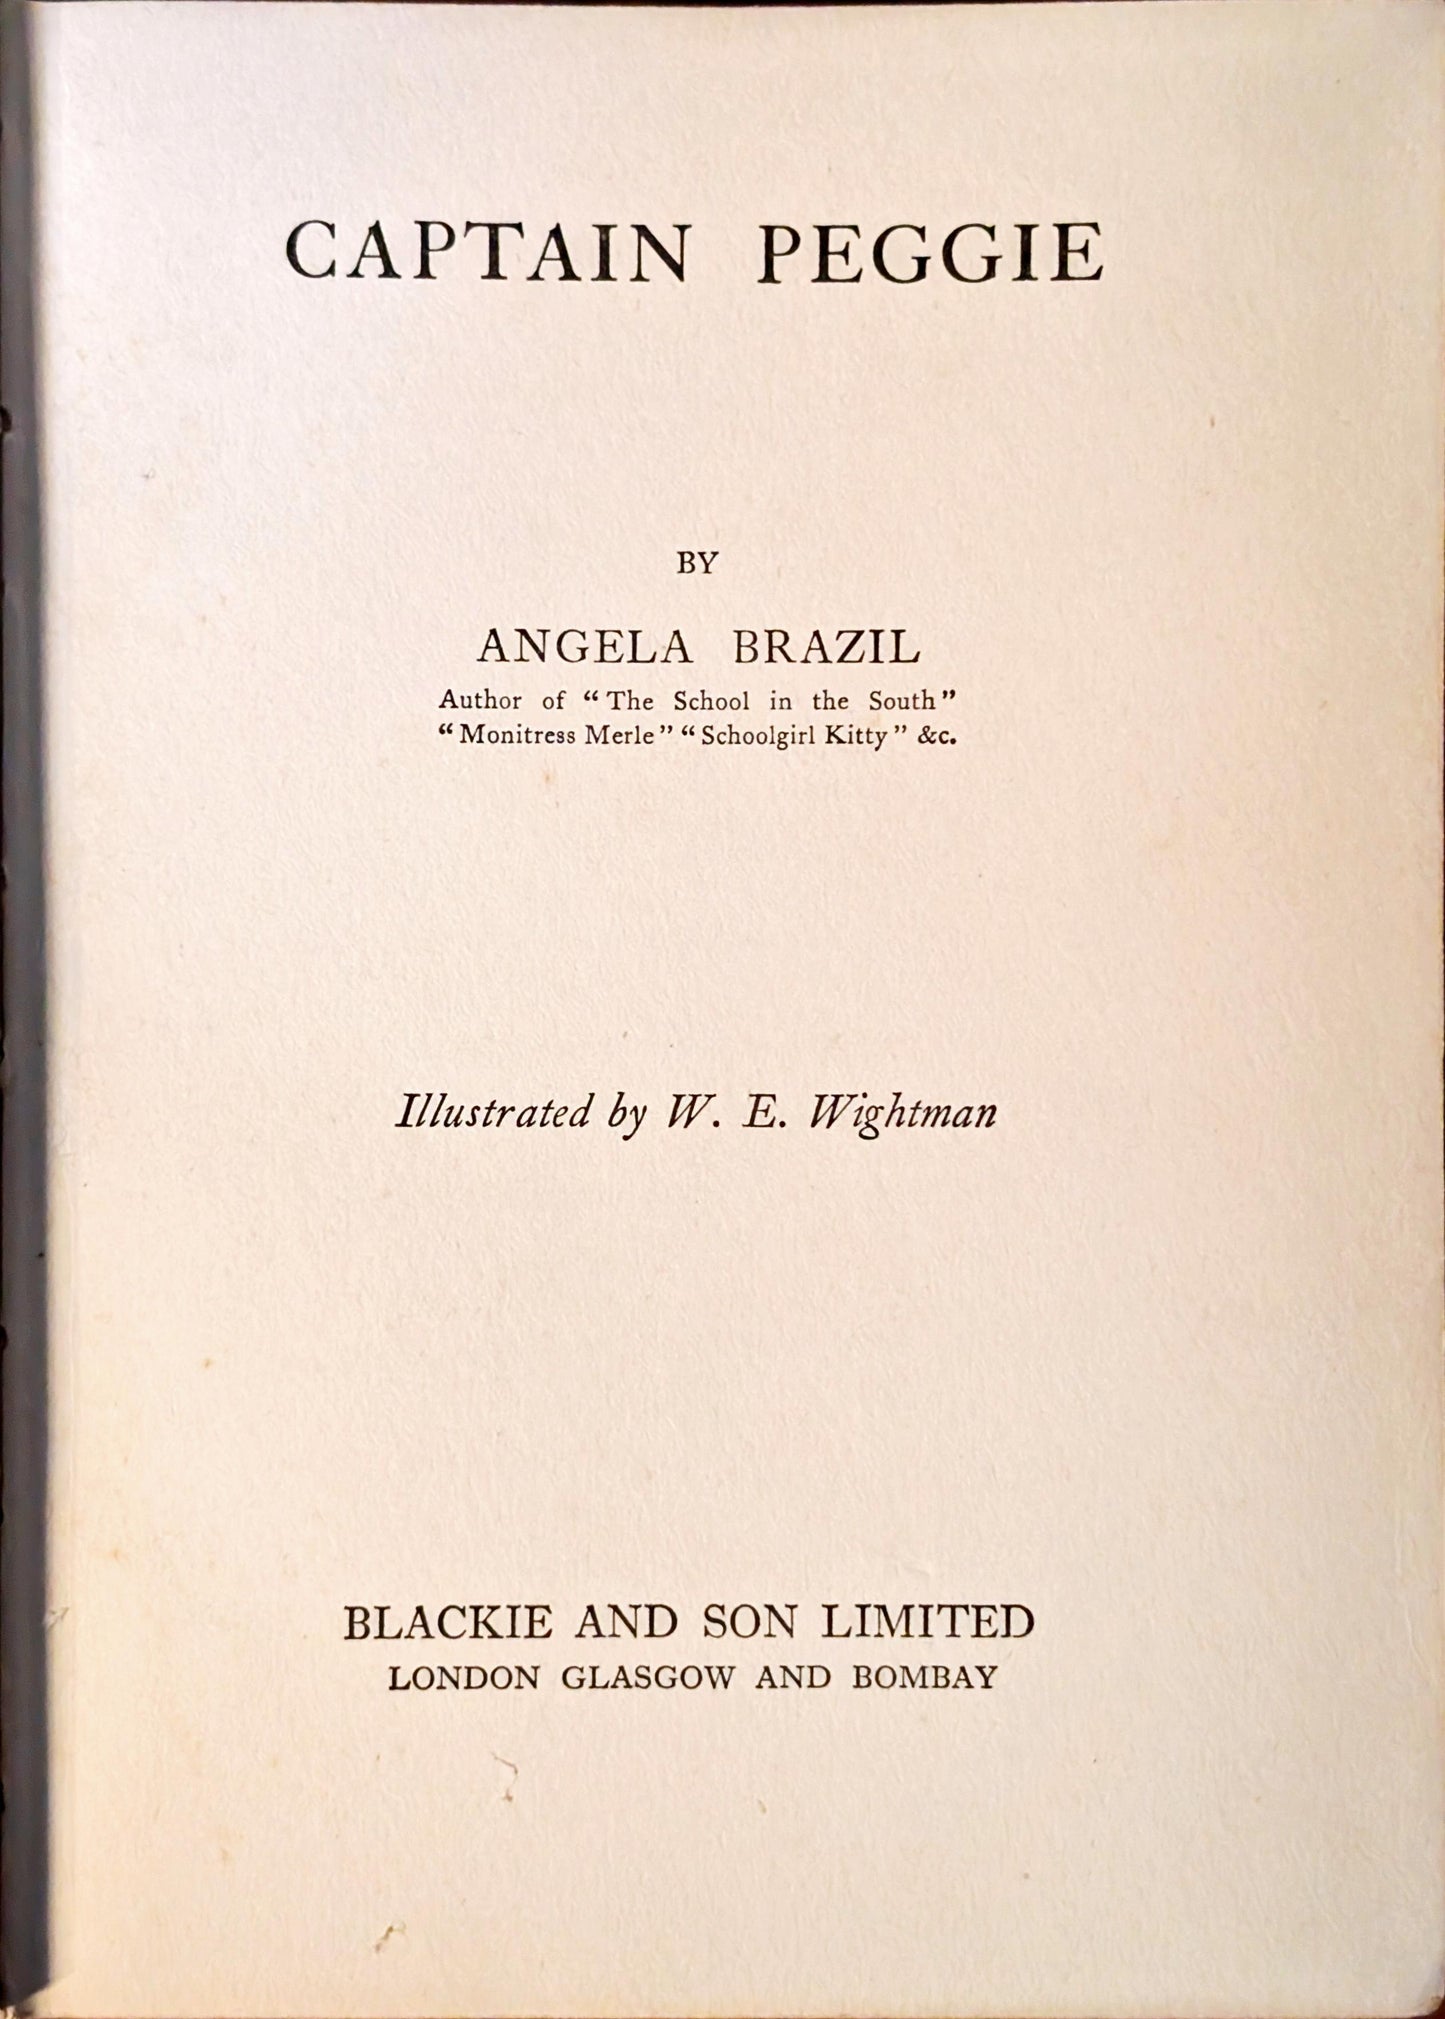 CAPTAIN PEGGIE
BY
ANGELA BRAZIL
Author of “The School in the South”
“Monitress Merle” “Schoolgirl Kitty” &c.
Illustrated by W. E. Wightman
BLACKIE AND SON LIMITED
LONDON GLASGOW AND BOMBAY